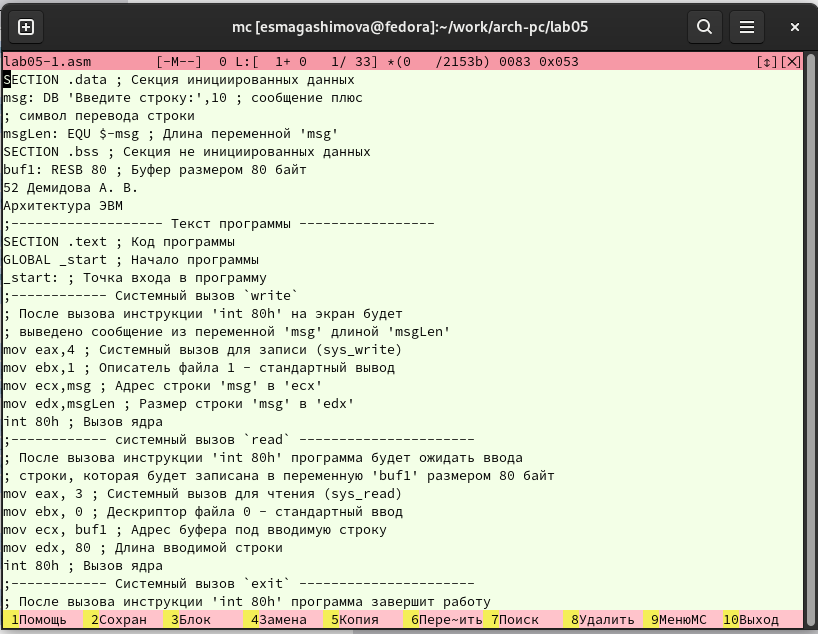 mc [esmagashimova@fedora]:~/work/arch-pc/lab05
lab05-1.asm [-M--] 0 L:[ 1+ 0 1/ 33] *(0 /2153b) 0083 0x053 [↕][X]
SECTION .data ; Секция инициированных данных
msg: DB 'Введите строку:',10 ; сообщение плюс
; символ перевода строки
msgLen: EQU $-msg ; Длина переменной 'msg'
SECTION .bss ; Секция не инициированных данных
buf1: RESB 80 ; Буфер размером 80 байт
52 Демидова А. В.
Архитектура ЭВМ
;------------------- Текст программы -----------------
SECTION .text ; Код программы
GLOBAL _start ; Начало программы
_start: ; Точка входа в программу
;------------ Системный вызов `write`
; После вызова инструкции 'int 80h' на экран будет
; выведено сообщение из переменной 'msg' длиной 'msgLen'
mov eax,4 ; Системный вызов для записи (sys_write)
mov ebx,1 ; Описатель файла 1 - стандартный вывод
mov ecx,msg ; Адрес строки 'msg' в 'ecx'
mov edx,msgLen ; Размер строки 'msg' в 'edx'
int 80h ; Вызов ядра
;------------ системный вызов `read` ----------------------
; После вызова инструкции 'int 80h' программа будет ожидать ввода
; строки, которая будет записана в переменную 'buf1' размером 80 байт
mov eax, 3 ; Системный вызов для чтения (sys_read)
mov ebx, 0 ; Дескриптор файла 0 - стандартный ввод
mov ecx, buf1 ; Адрес буфера под вводимую строку
mov edx, 80 ; Длина вводимой строки
int 80h ; Вызов ядра
;------------ Системный вызов `exit` ----------------------
; После вызова инструкции 'int 80h' программа завершит работу
1Помощь 2Сохран 3Блок 4Замена 5Копия 6Пере~ить 7Поиск 8Удалить 9МенюMC 10Выход